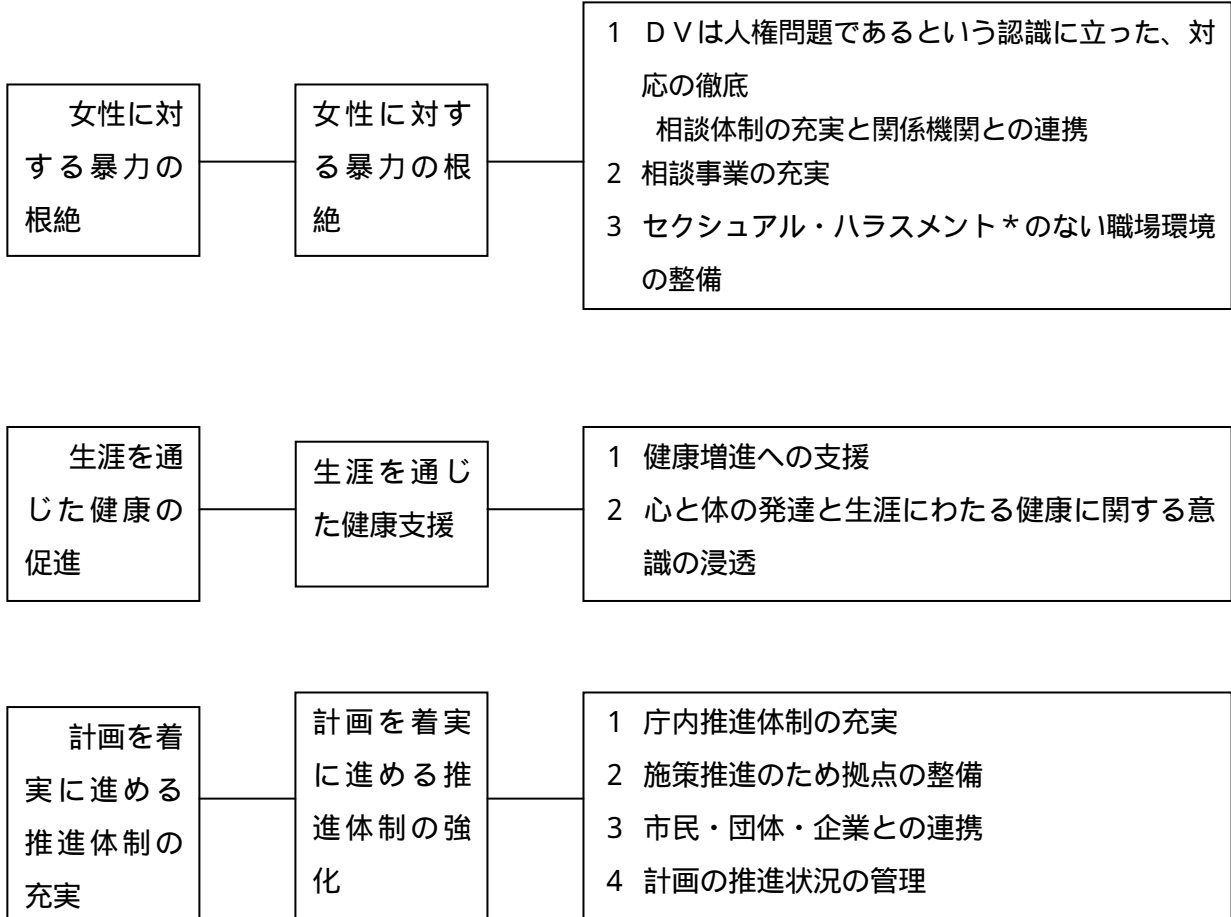 女性に対
する暴力の
根絶
女性に対す
る暴力の根
絶
1 ＤＶは人権問題であるという認識に立った、対
応の徹底
相談体制の充実と関係機関との連携
2 相談事業の充実
3 セクシュアル・ハラスメント＊のない職場環境
の整備
生涯を通
じた健康の
促進
生涯を通じ
た健康支援
1 健康増進への支援
2 心と体の発達と生涯にわたる健康に関する意
識の浸透
計画を着
実に進める
推進体制の
充実
計画を着実
に進める推
進体制の強
化
1 庁内推進体制の充実
2 施策推進のため拠点の整備
3 市民・団体・企業との連携
4 計画の推進状況の管理